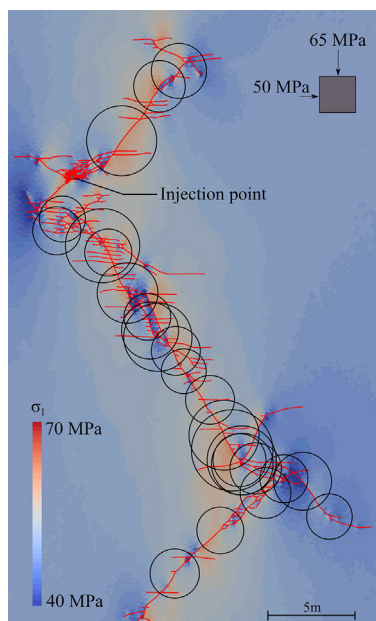 65 MPa
50 MPa
Injection point
σ1
70 MPa
40 MPa
5m